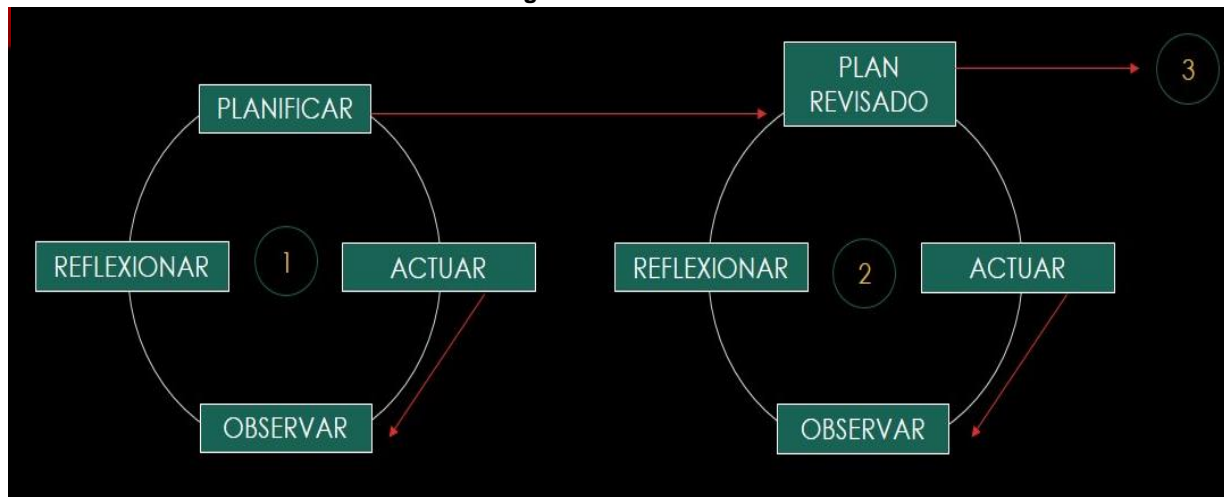 PLANIFICAR
REFLEXIONAR
1
ACTUAR
OBSERVAR
PLAN
REVISADO
REFLEXIONAR
2
ACTUAR
OBSERVAR
3